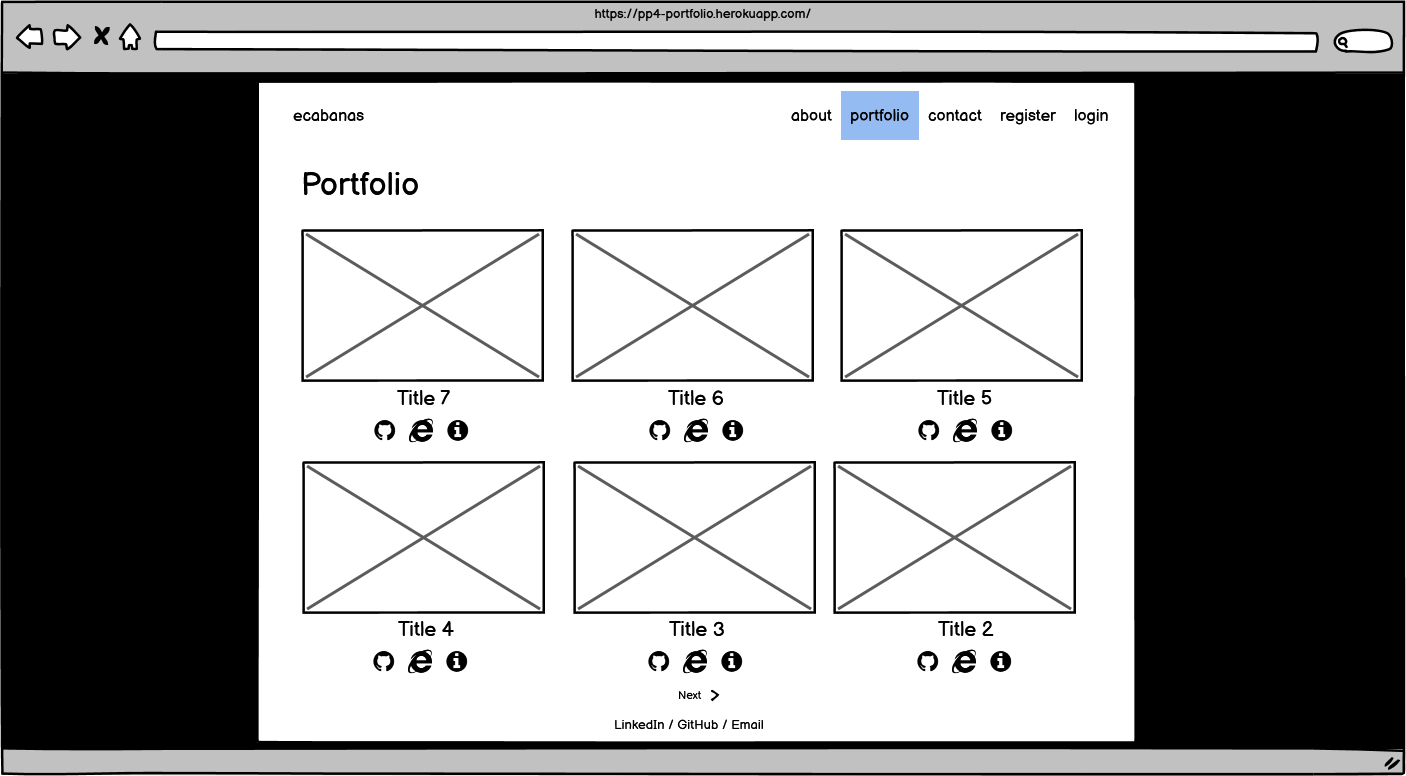 https://pp4-portfolio.herokuapp.com/
ecabanas about portfolio contact register login
Portfolio
Title 7 Title 6 Title 5
Title 4 Title 3 Title 2
Next
LinkedIn / GitHub / Email